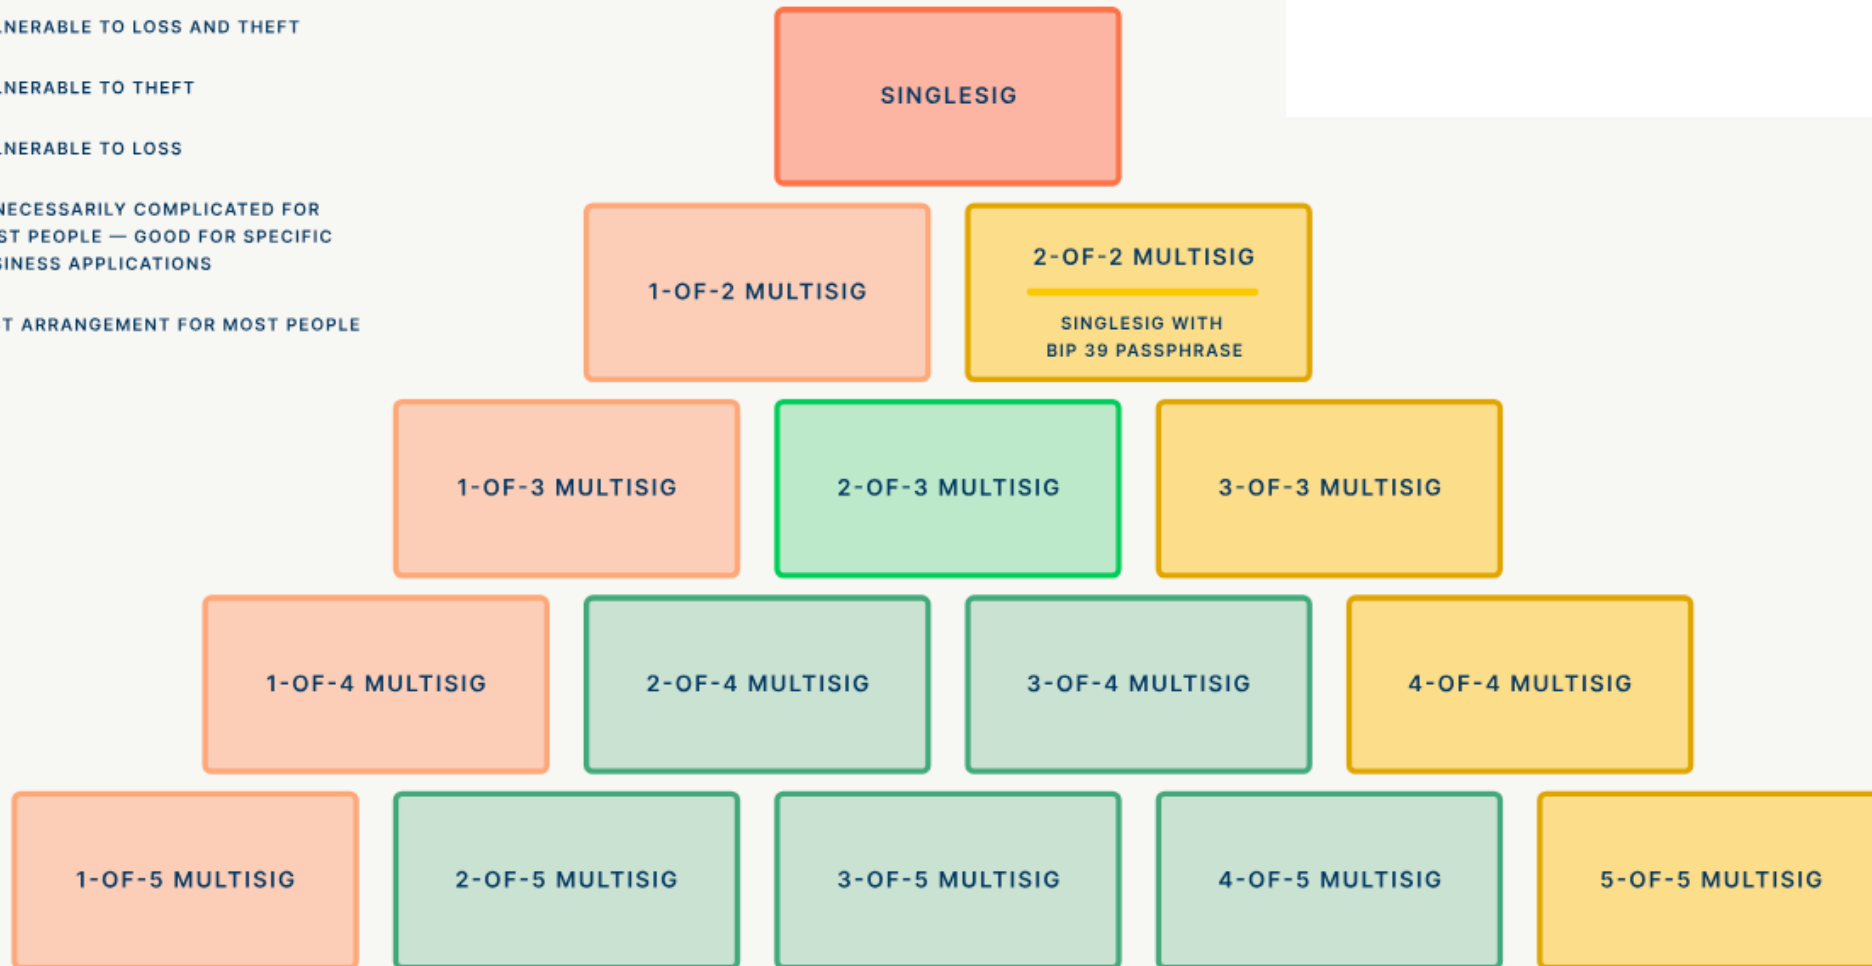 LNERABLE TO LOSS AND THEFT
LNERABLE TO THEFT
LNERABLE TO LOSS
NECESSARILY COMPLICATED FOR
ST PEOPLE — GOOD FOR SPECIFIC
SINESS APPLICATIONS
T ARRANGEMENT FOR MOST PEOPLE
SINGLESIG
1-OF-2 MULTISIG
2-OF-2 MULTISIG
SINGLESIG WITH
BIP 39 PASSPHRASE
1-OF-3 MULTISIG
2-OF-3 MULTISIG
3-OF-3 MULTISIG
1-OF-4 MULTISIG
2-OF-4 MULTISIG
3-OF-4 MULTISIG
4-OF-4 MULTISIG
1-OF-5 MULTISIG
2-OF-5 MULTISIG
3-OF-5 MULTISIG
4-OF-5 MULTISIG
5-OF-5 MULTISIG